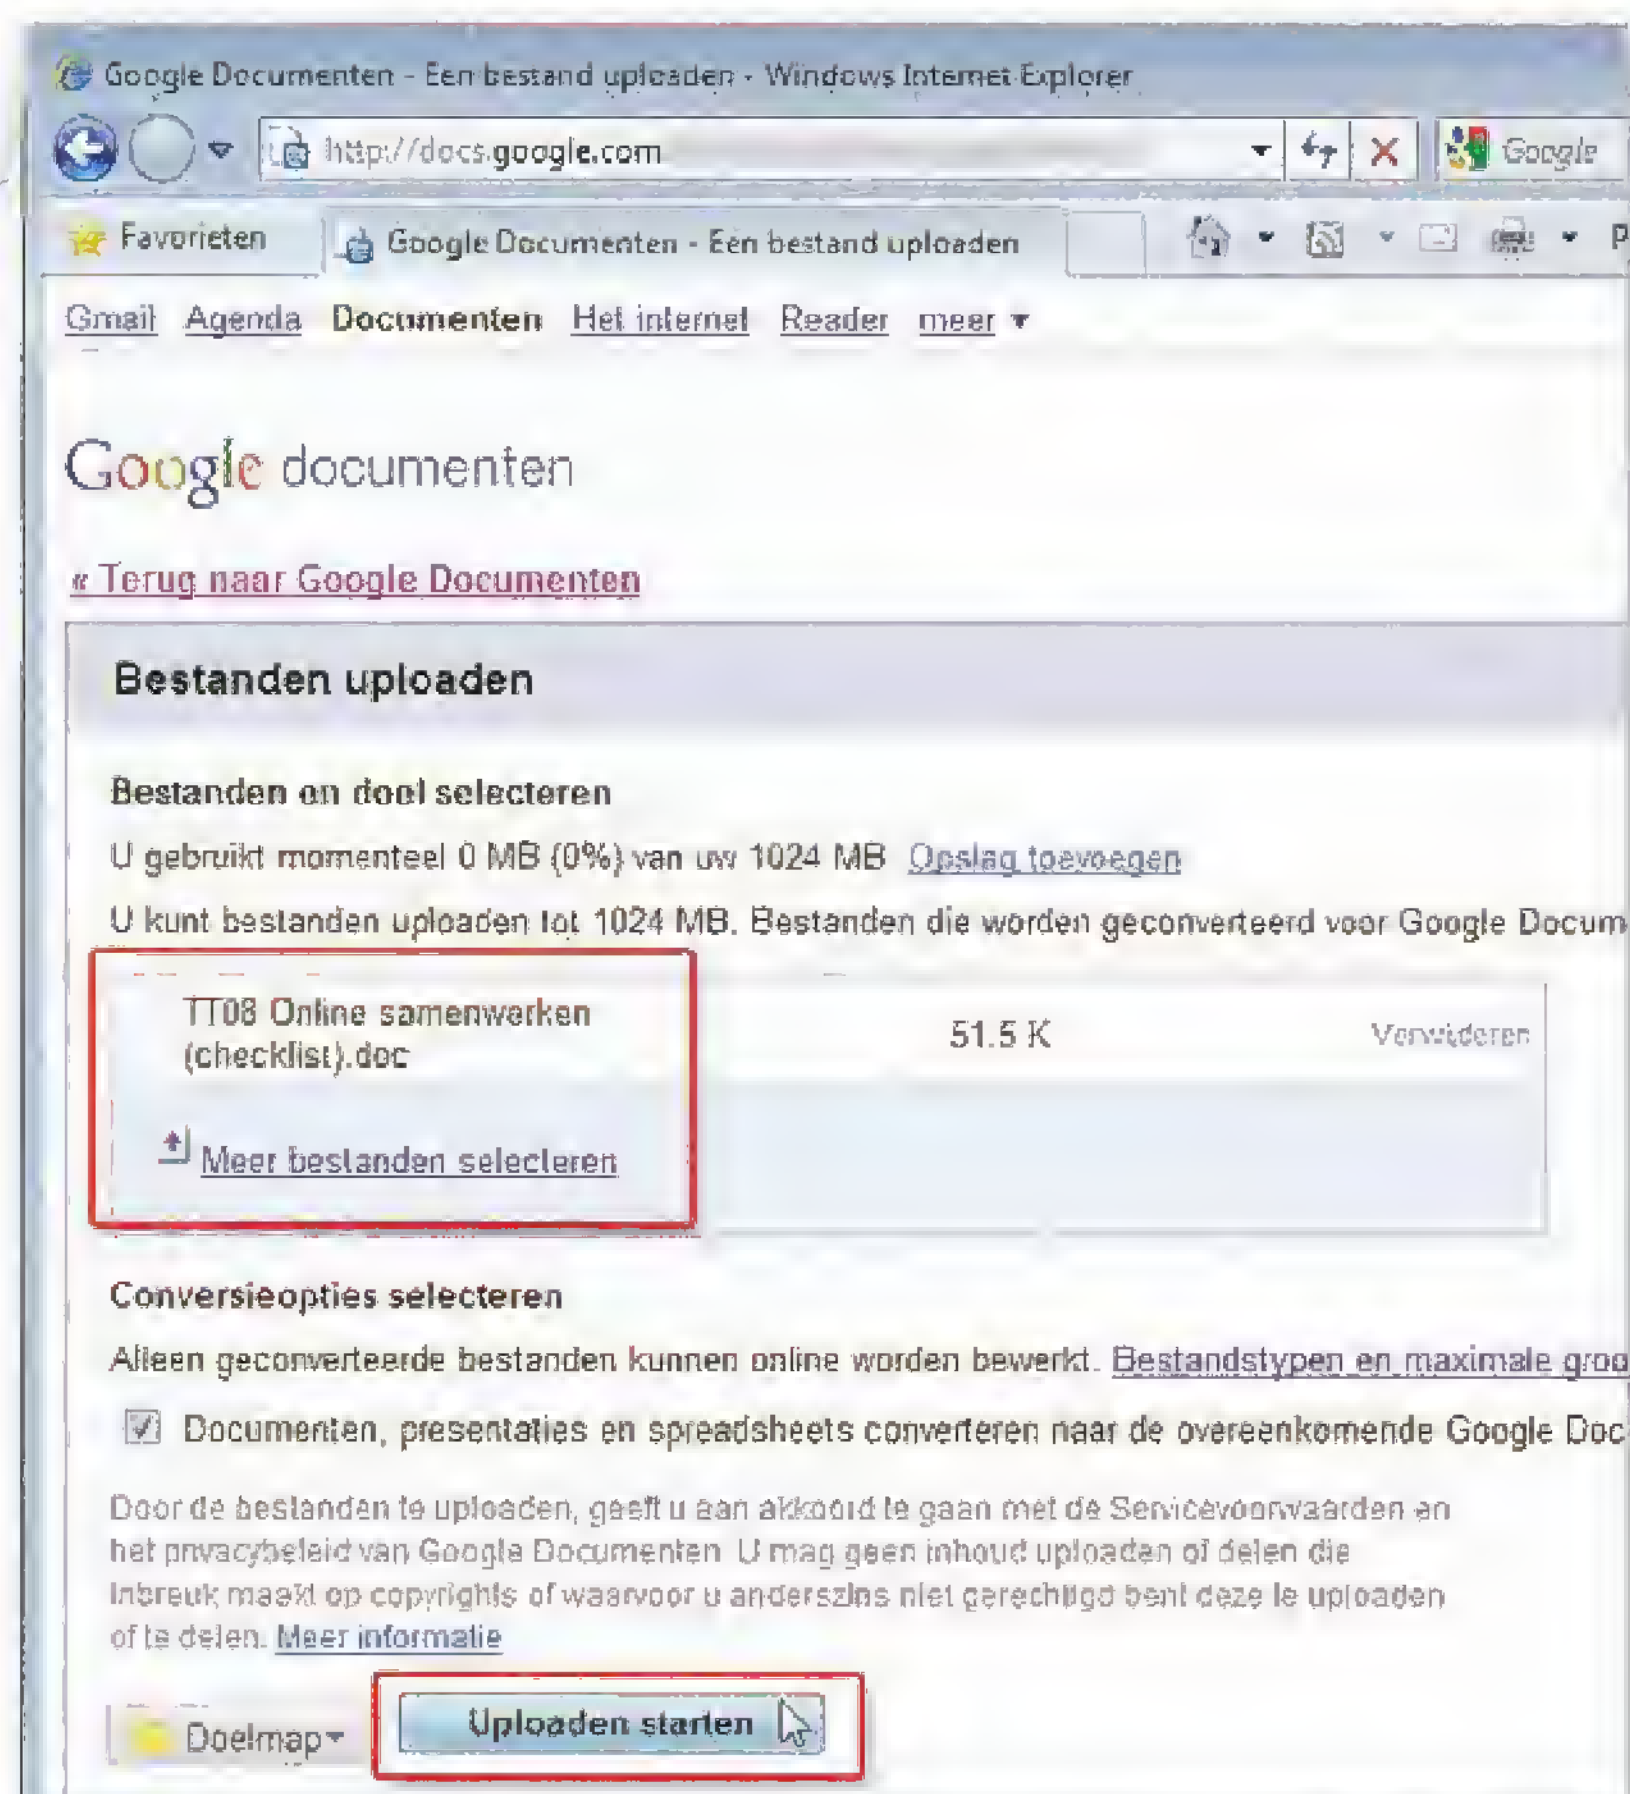 Google Documenten - Een bestand uploaden - Windows Internet Explorer
http://docs.google.com
Google
Favorieten
Google Documenten - Een bestand uploaden
P
Gmail Agenda Documenten Het internet Reader meer
Google documenten
« Terug naar Google Documenten
Bestanden uploaden
Bestanden en doel selecteren
U gebruikt momenteel 0 MB (0%) van uw 1024 MB Opslag toevoegen
U kunt bestanden uploaden tot 1024 MB. Bestanden die worden geconverteerd voor Google Docum
TT08 Online samenwerken
(checklist).doc
51.5 K
Verwijderen
Meer bestanden selecteren
Conversieopties selecteren
Alleen geconverteerde bestanden kunnen online worden bewerkt. Bestandstypen en maximale groo
Documenten, presentaties en spreadsheets converteren naar de overeenkomende Google Doc
Door de bestanden te uploaden, geeft u aan akkoord te gaan met de Servicevoorwaarden en
het privacybeleid van Google Documenten. U mag geen inhoud uploaden of delen die
inbreuk maakt op copyrights of waarvoor u anderszins niet gerechtigd bent deze te uploaden
of te delen. Meer informatie
Doelmap
Uploaden starten